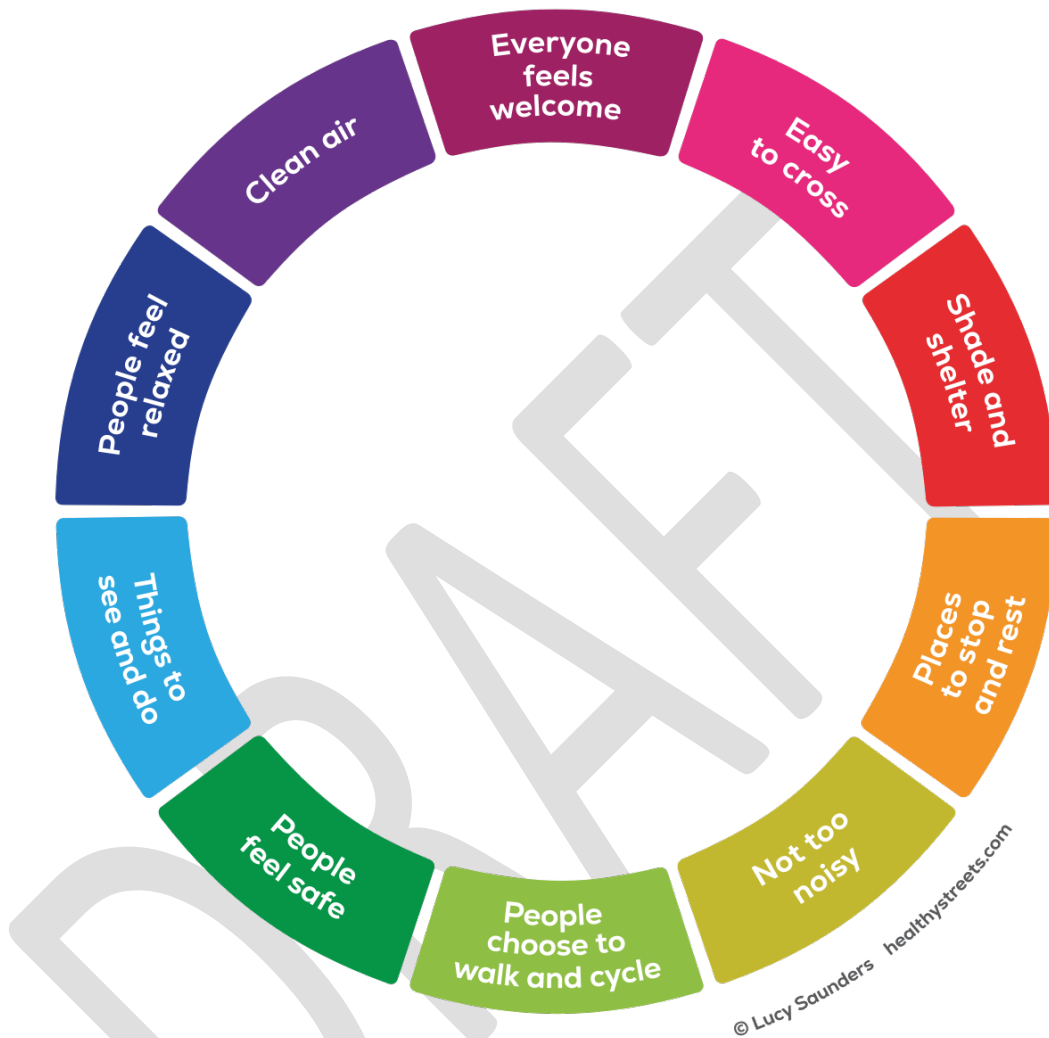 Everyone
feels
welcome
Easy
to cross
Shade and
shelter
Places
to stop
and rest
Not too
noisy
People
choose to
walk and cycle
People
feel safe
Things to
see and do
People feel
relaxed
Clean air
DRAFT
© Lucy Saunders healthystreets.com